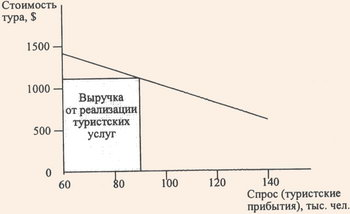 Стоимость
тура, $
1500
1000
500
0
Выручка
от реализации
туристских
услуг
60 80 100 120 140
Спрос (туристские
прибытия), тыс. чел.